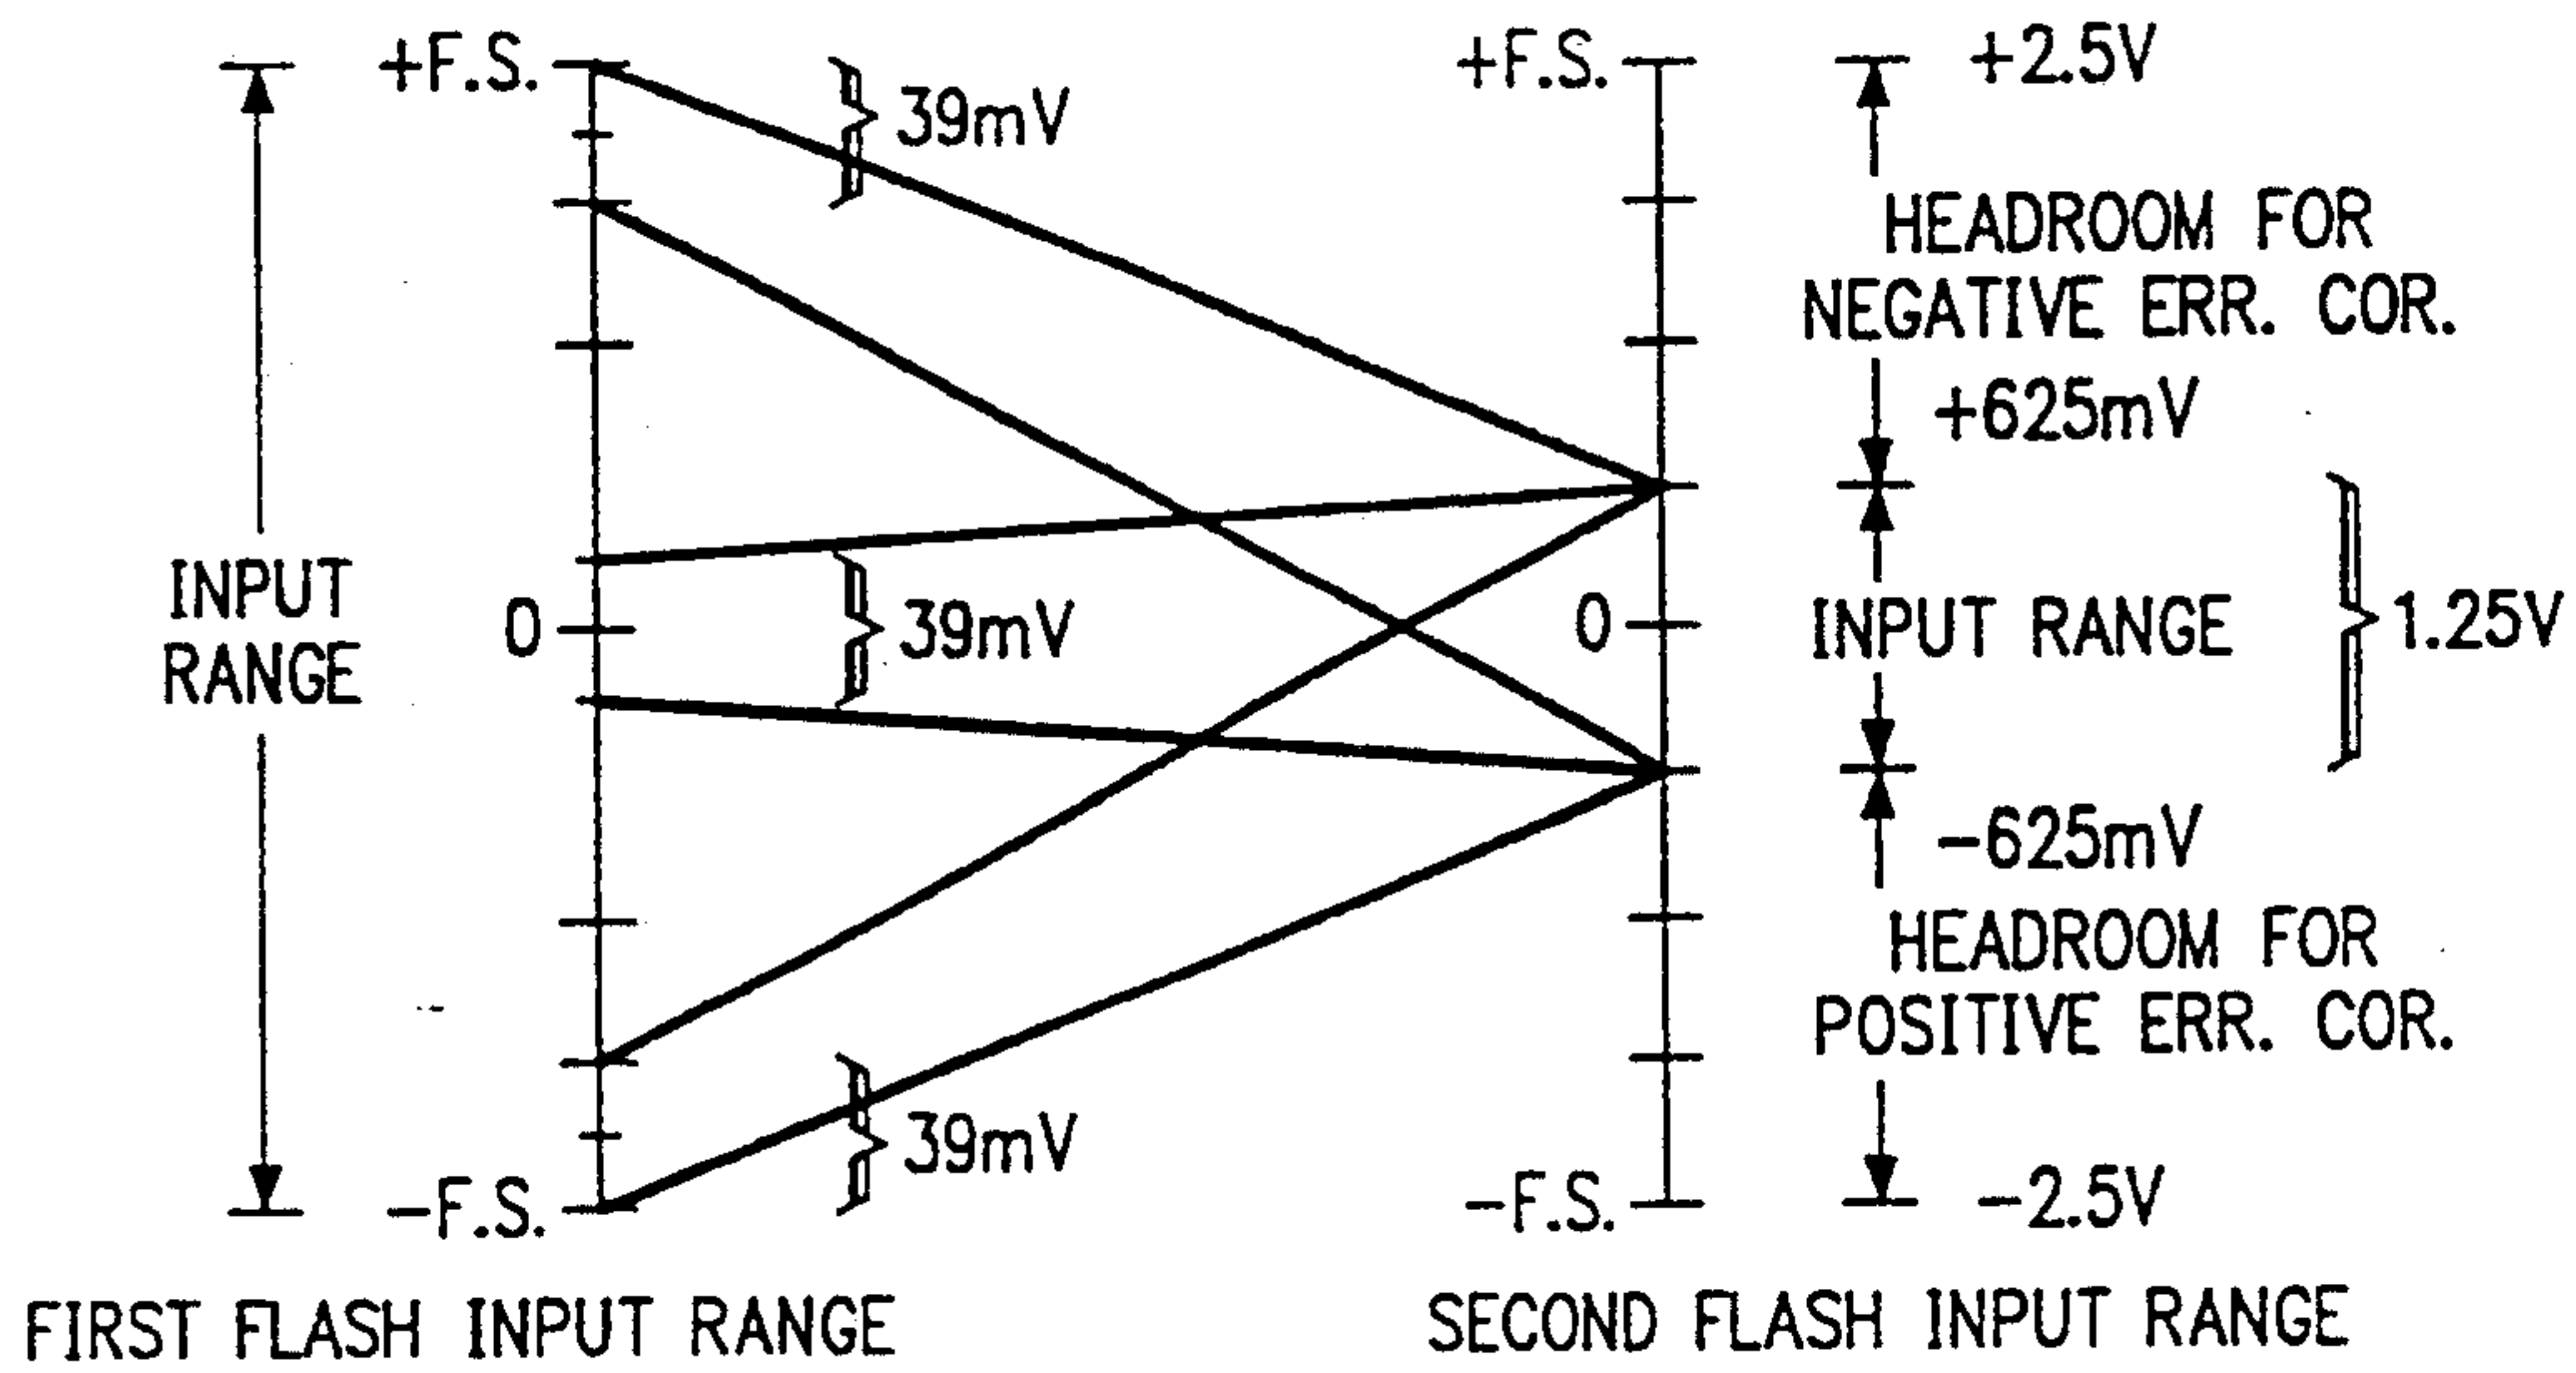 +F.S.
39mV
+F.S.
+2.5V
HEADROOM FOR
NEGATIVE ERR. COR.
+625mV
INPUT
RANGE
0
39mV
0
INPUT RANGE
1.25V
-625mV
HEADROOM FOR
POSITIVE ERR. COR.
39mV
-F.S.
-F.S.
-2.5V
FIRST FLASH INPUT RANGE
SECOND FLASH INPUT RANGE